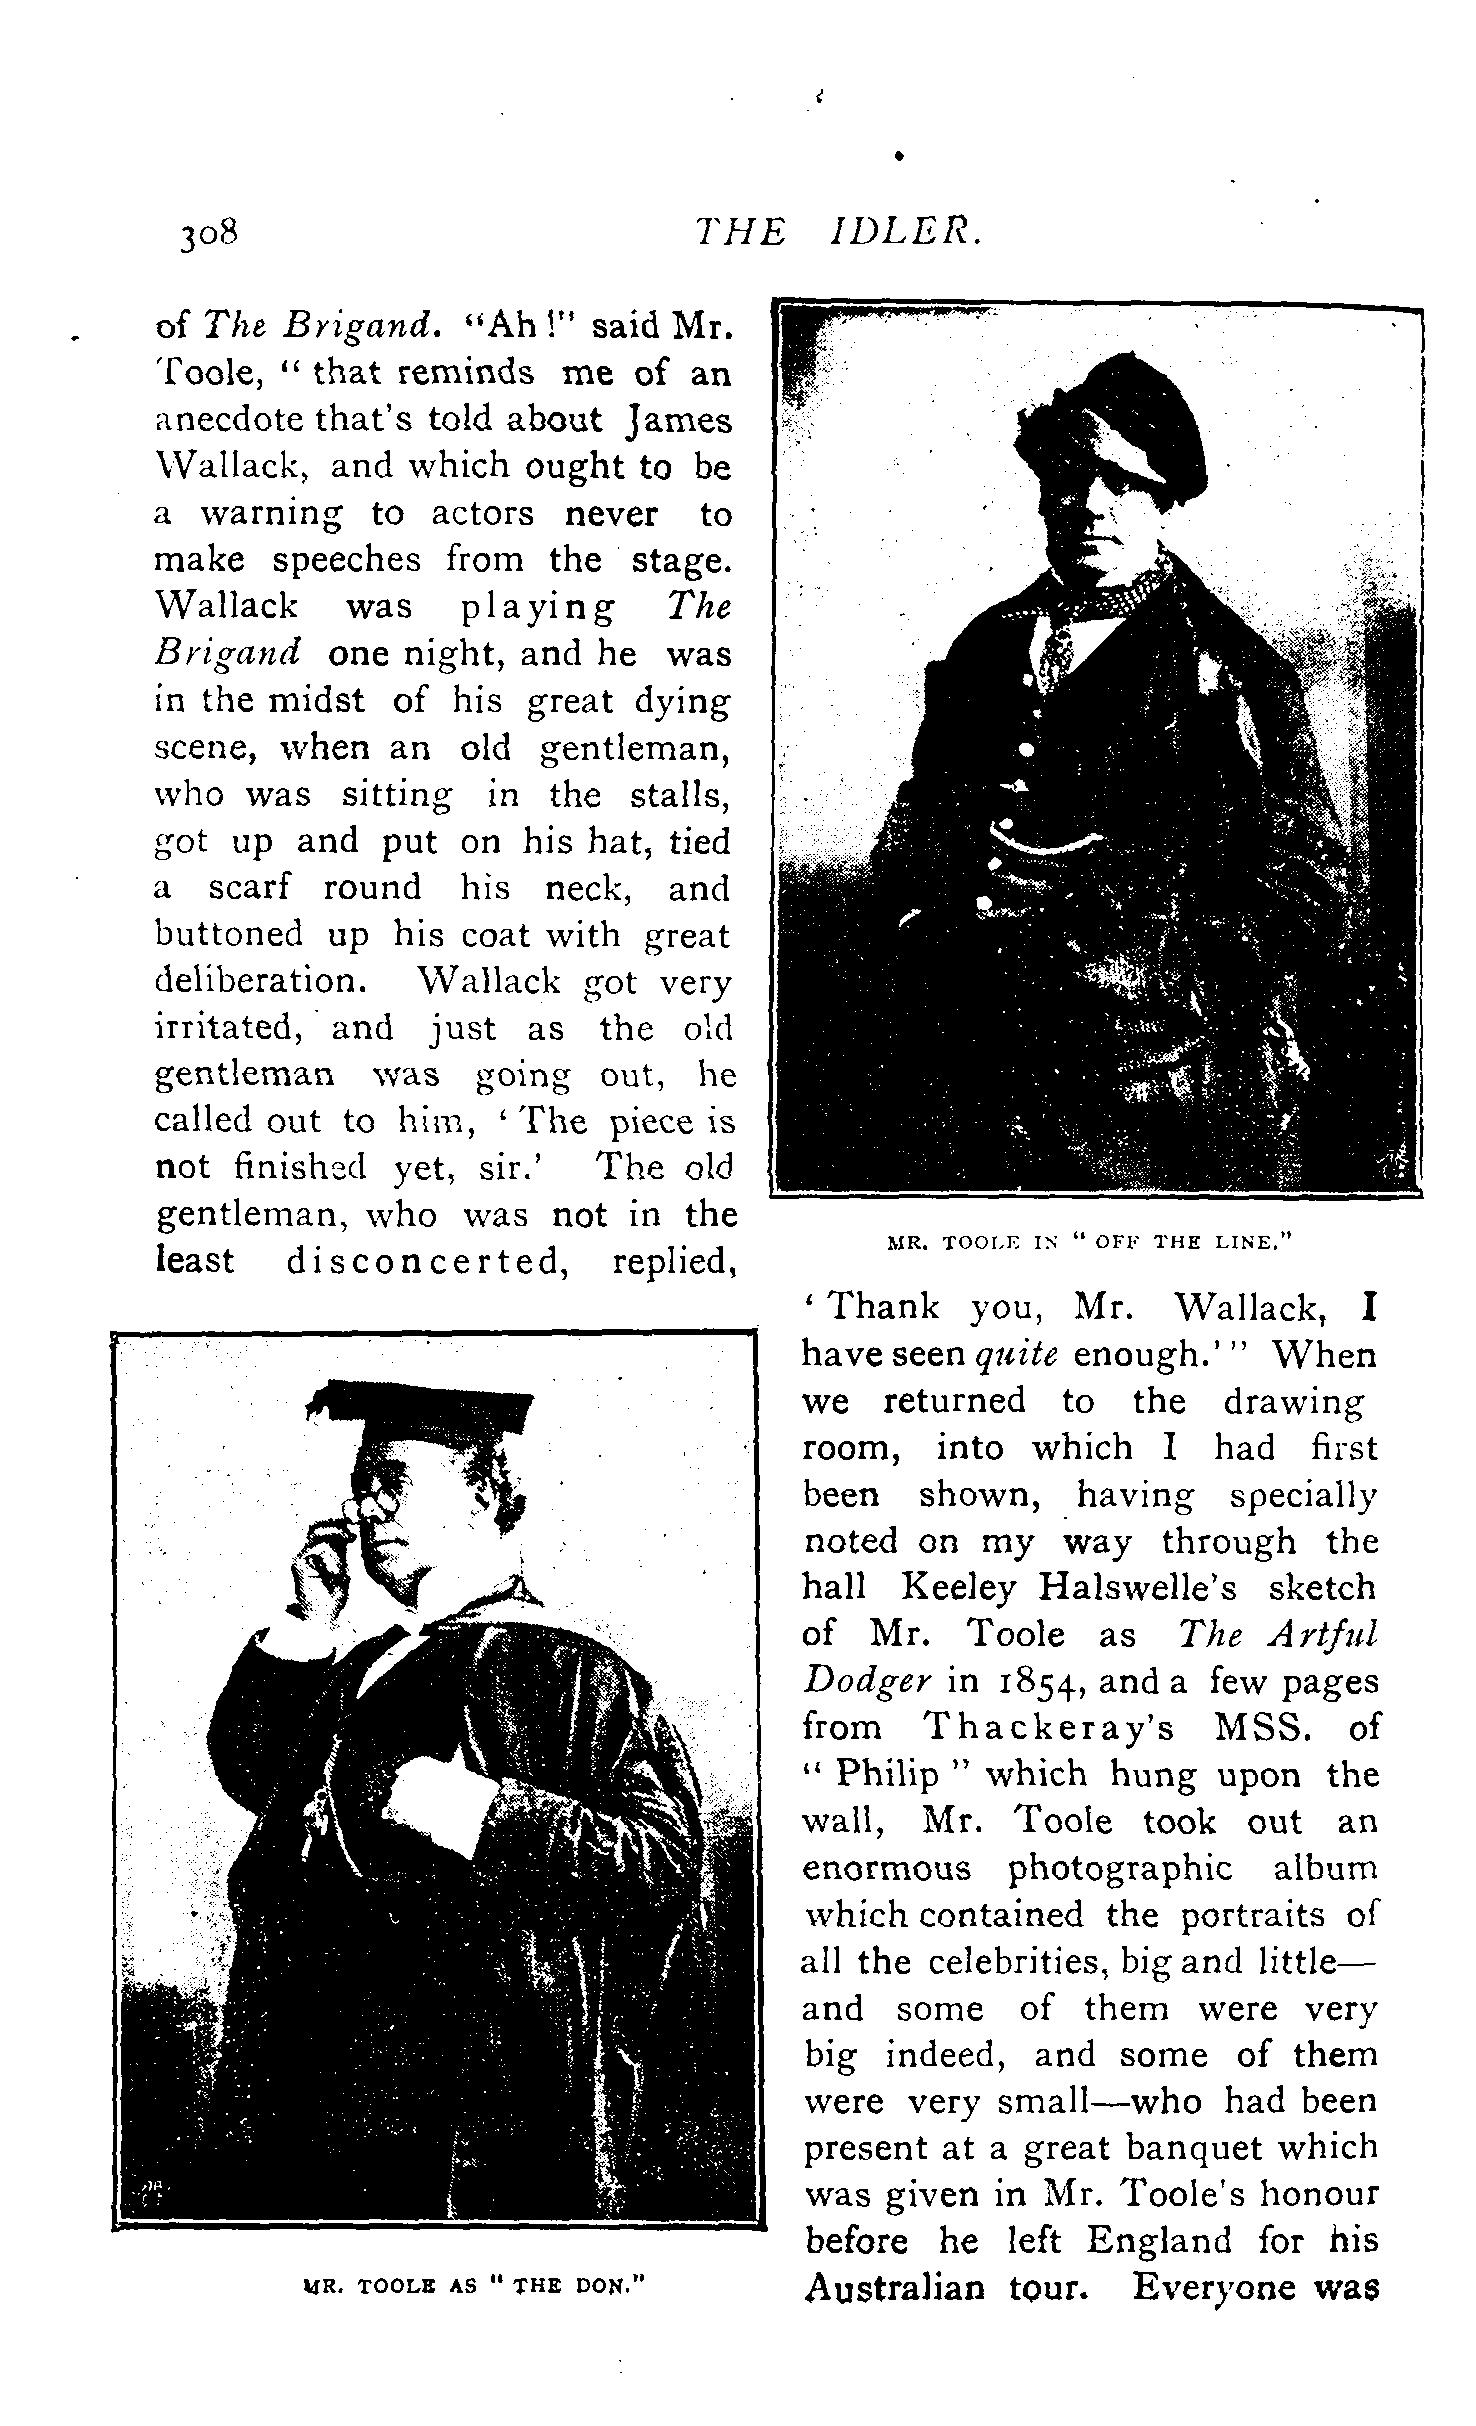 308 THE IDLER.
of The Brigand. “Ah!” said Mr.
Toole, “ that reminds me of an
anecdote that's told about James
Wallack, and which ought to be
a warning to actors never to
make speeches from the stage.
Wallack was playing The
Brigand one night, and he was
in the midst of his great dying
scene, when an old gentleman,
who was sitting in the stalls,
got up and put on his hat, tied
a scarf round his neck, and
buttoned up his coat with great
deliberation. Wallack got very
irritated, and just as the old
gentleman was going out, he
called out to him, ‘ The piece is
not finished yet, sir.’ The old
gentleman, who was not in the
least disconcerted, replied,
MR. TOOLE IN “ OFF THE LINE.”
‘ Thank you, Mr. Wallack, I
have seen quite enough.’ ” When
we returned to the drawing
room, into which I had first
been shown, having specially
noted on my way through the
hall Keeley Halswelle's sketch
of Mr. Toole as The Artful
Dodger in 1854, and a few pages
from Thackeray's MSS. of
“ Philip ” which hung upon the
wall, Mr. Toole took out an
enormous photographic album
which contained the portraits of
all the celebrities, big and little—
and some of them were very
big indeed, and some of them
were very small—who had been
present at a great banquet which
was given in Mr. Toole's honour
before he left England for his
Australian tour. Everyone was
MR. TOOLE AS “ THE DON.”